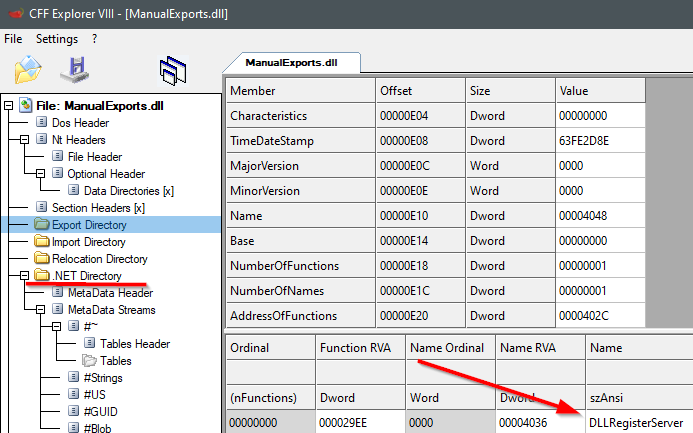 CFF Explorer VIII - [ManualExports.dll]
File Settings ?
File: ManualExports.dll
Dos Header
Nt Headers
File Header
Optional Header
Data Directories [x]
Section Headers [x]
Export Directory
Import Directory
Relocation Directory
.NET Directory
MetaData Header
MetaData Streams
#~
Tables Header
Tables
#Strings
#US
#GUID
#Blob
ManualExports.dll
Member Offset Size Value
Characteristics 00000E04 Dword 00000000
TimeDateStamp 00000E08 Dword 63FE2D8E
MajorVersion 00000E0C Word 0000
MinorVersion 00000E0E Word 0000
Name 00000E10 Dword 00004048
Base 00000E14 Dword 00000000
NumberOfFunctions 00000E18 Dword 00000001
NumberOfNames 00000E1C Dword 00000001
AddressOfFunctions 00000E20 Dword 0000402C
Ordinal Function RVA Name Ordinal Name RVA Name
(nFunctions) Dword Word Dword szAnsi
00000000 000029EE 0000 00004036 DLLRegisterServer